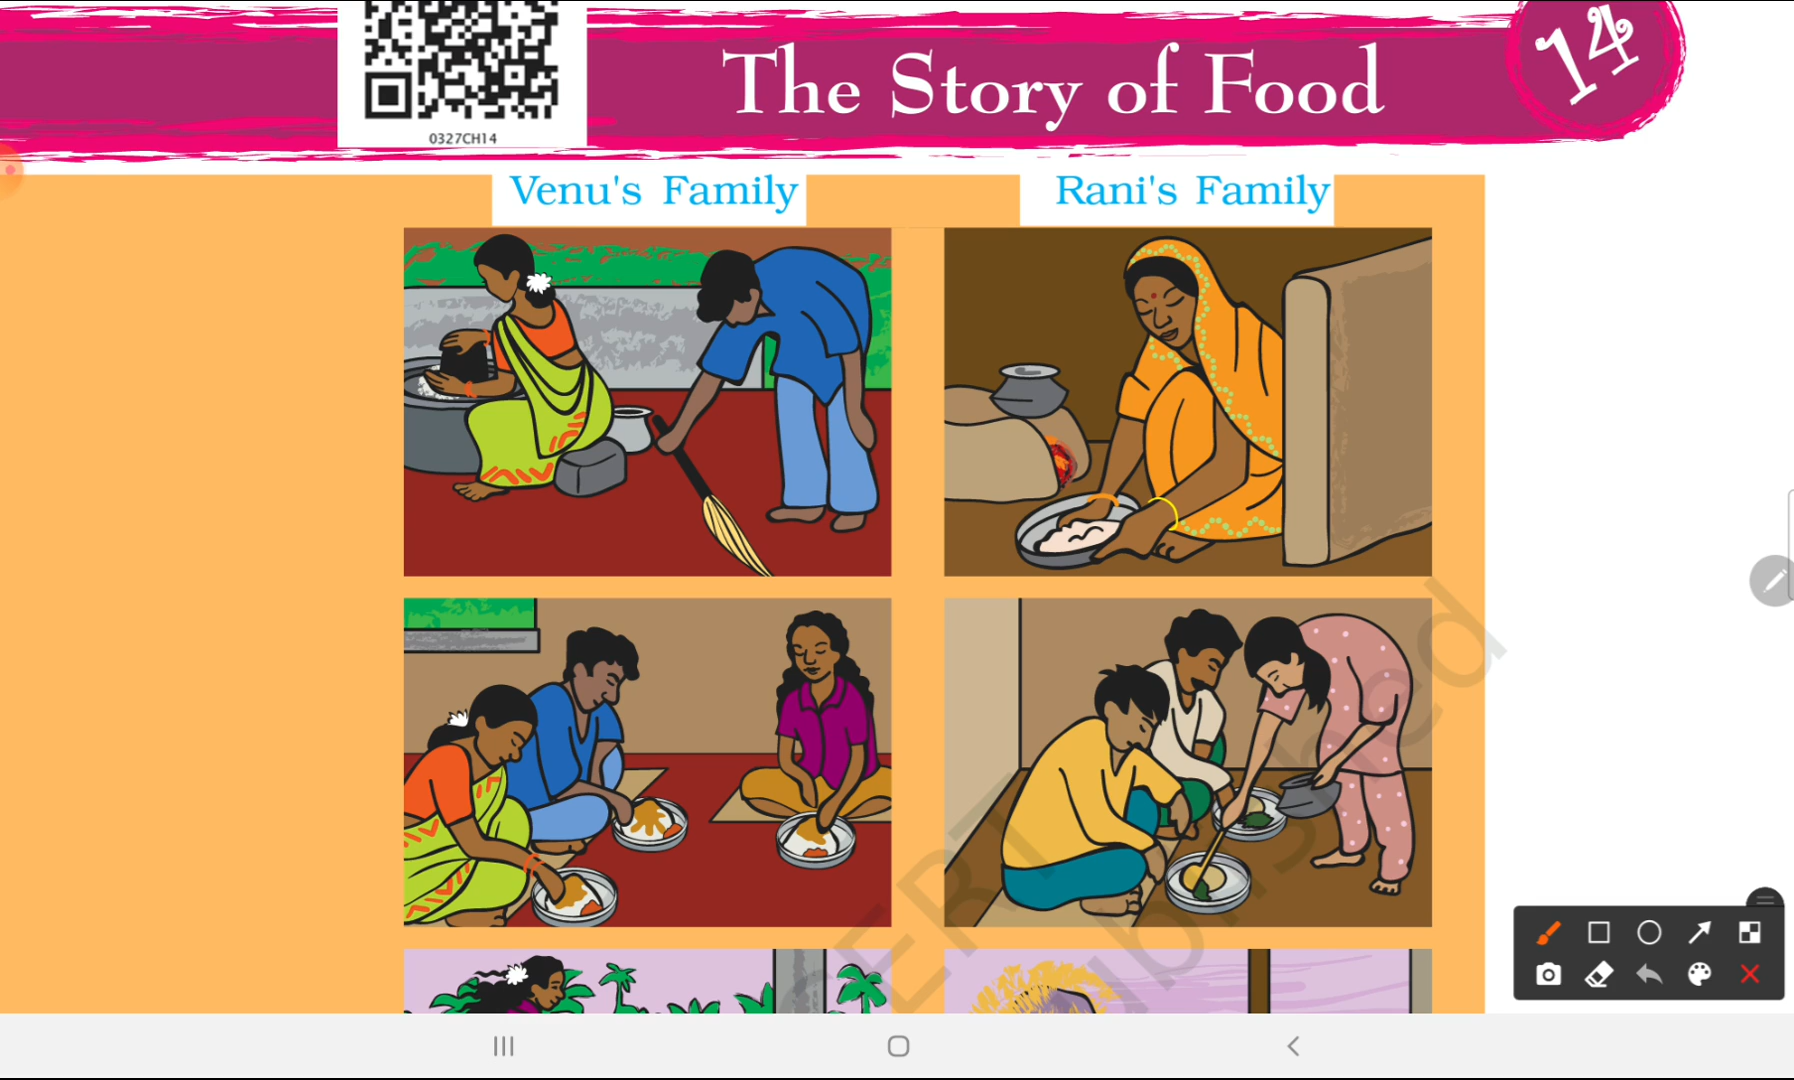 The Story of Food
14
0327CH14
Venu's Family
Rani's Family